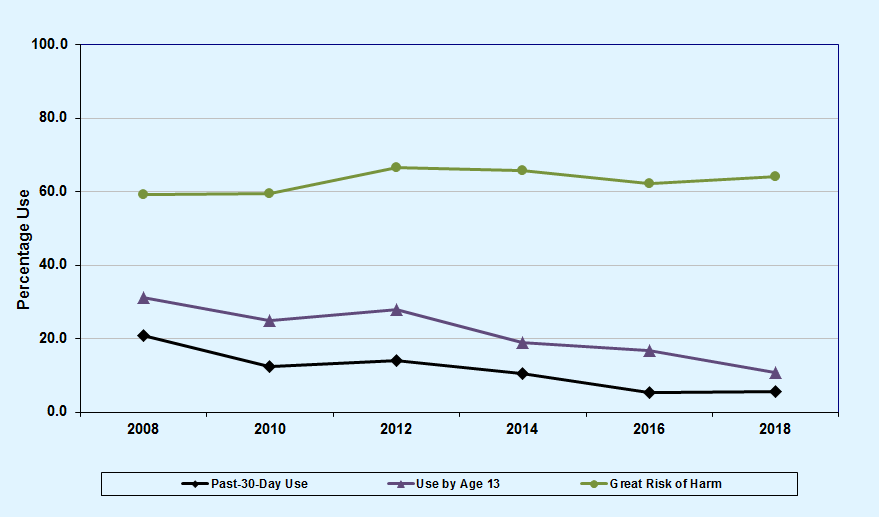 100.0
80.0
60.0
40.0
20.0
0.0
Percentage Use
2008 2010 2012 2014 2016 2018
Past-30-Day Use Use by Age 13 Great Risk of Harm